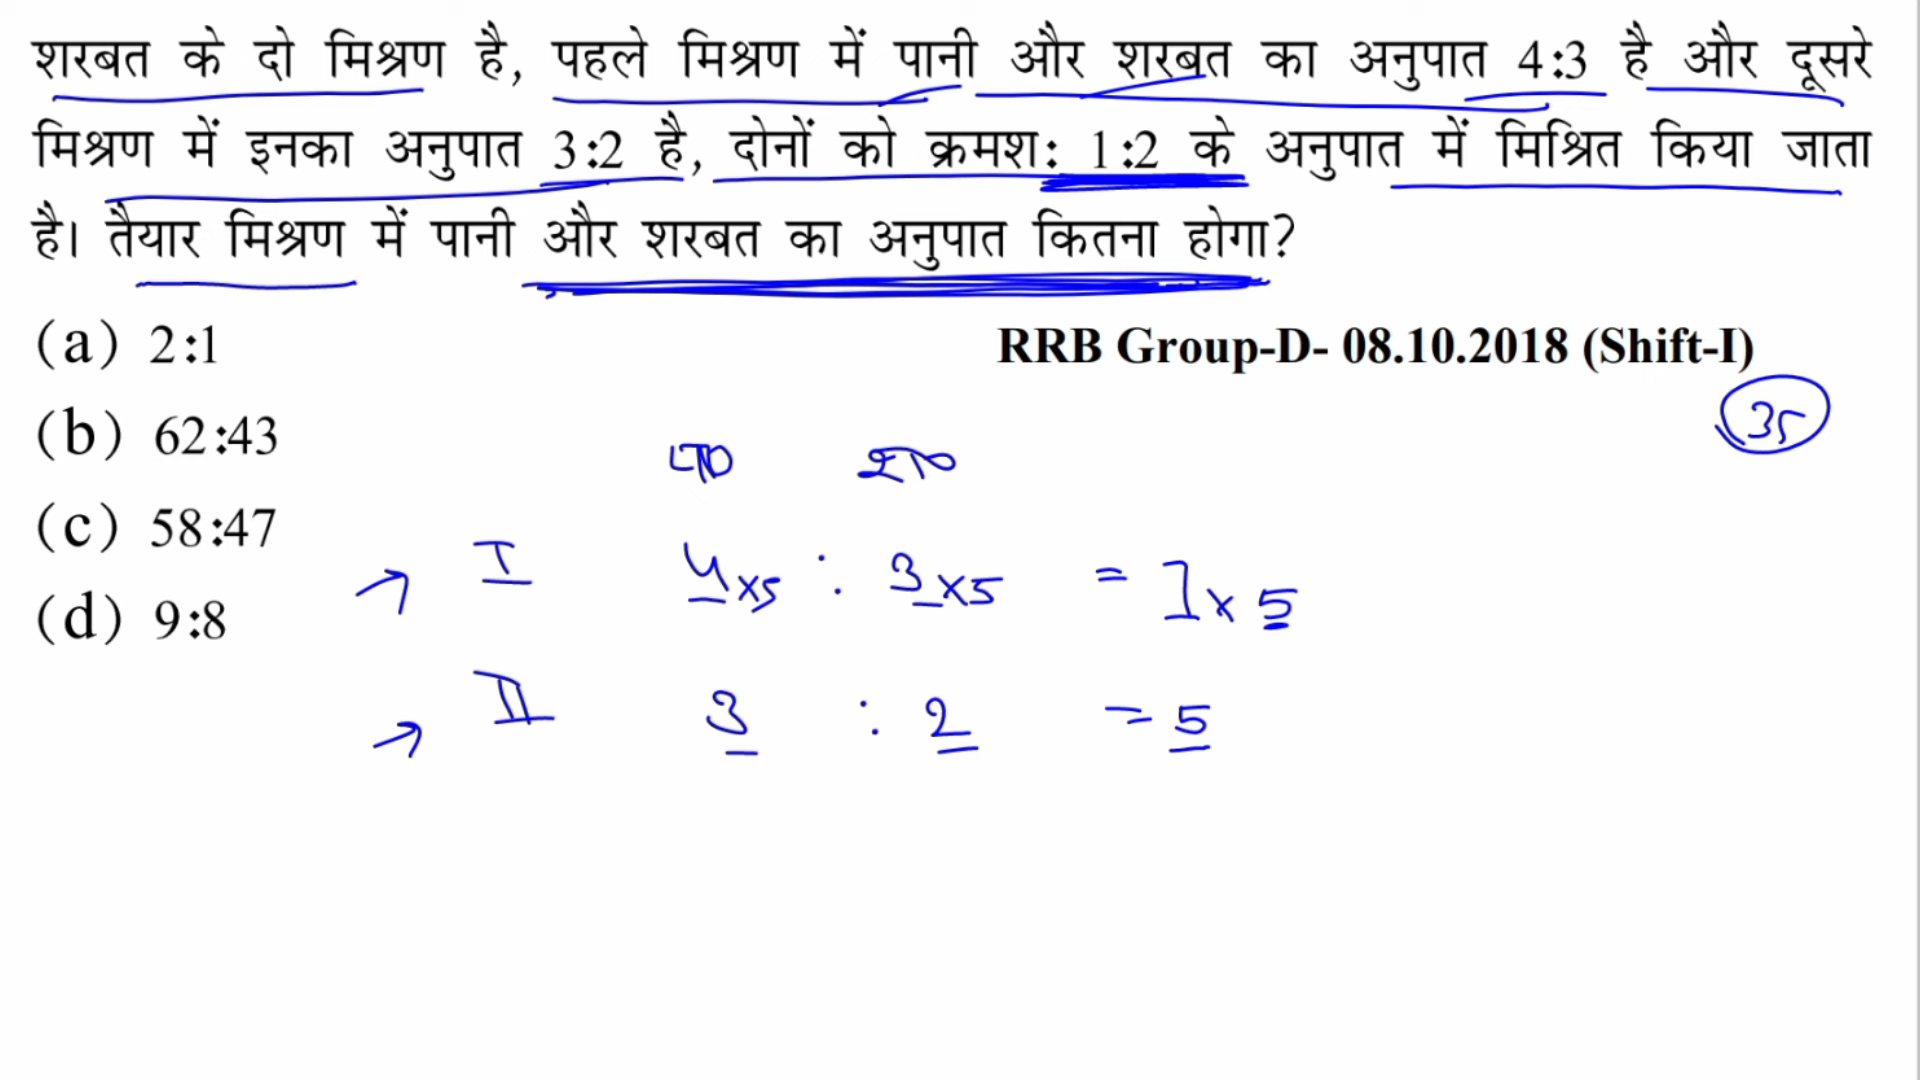 शरबत के दो मिश्रण है, पहले मिश्रण में पानी और शरबत का अनुपात 4:3 है और दूसरे
मिश्रण में इनका अनुपात 3:2 है, दोनों को क्रमश: 1:2 के अनुपात में मिश्रित किया जाता
है। तैयार मिश्रण में पानी और शरबत का अनुपात कितना होगा?
(a) 2:1
RRB Group-D- 08.10.2018 (Shift-I)
(b) 62:43
35
(c) 58:47
I 4×5 : 3×5 = 7×5
(d) 9:8
II 3 : 2 = 5